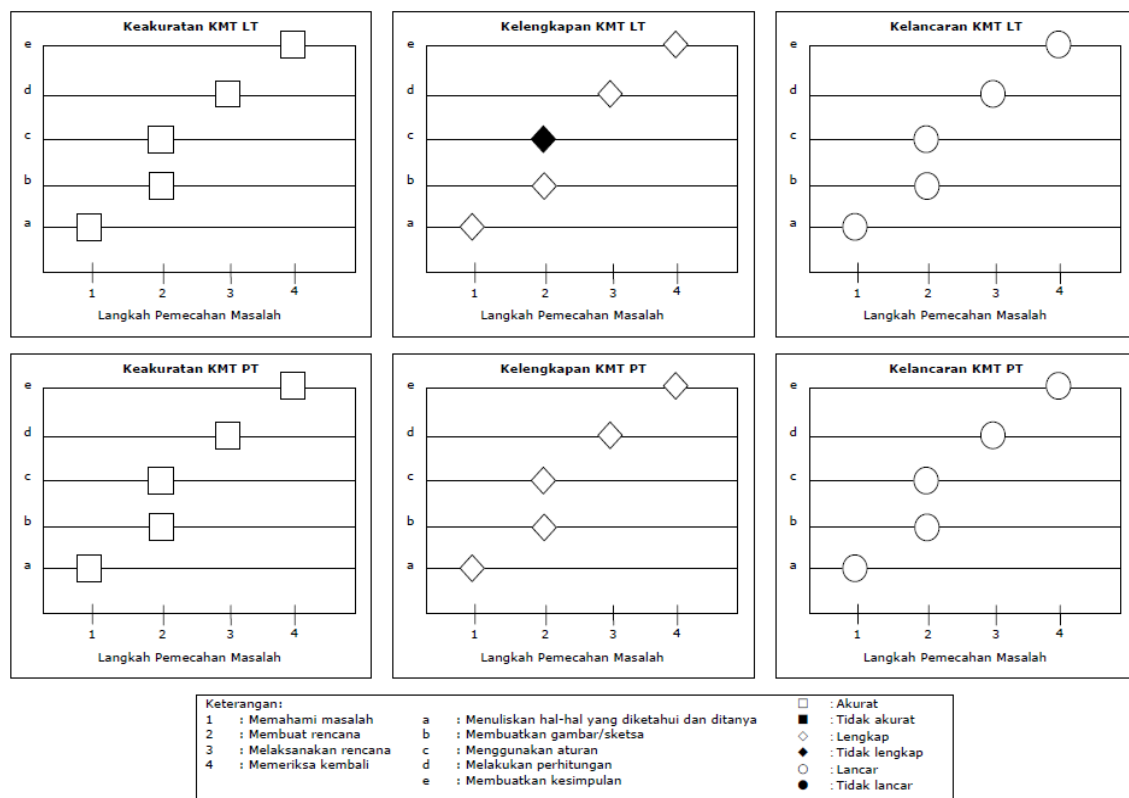 Keakuratan KMT LT
e
d
c
b
a
1 2 3 4
Langkah Pemecahan Masalah
Kelengkapan KMT LT
e
d
c
b
a
1 2 3 4
Langkah Pemecahan Masalah
Kelancaran KMT LT
e
d
c
b
a
1 2 3 4
Langkah Pemecahan Masalah
Keakuratan KMT PT
e
d
c
b
a
1 2 3 4
Langkah Pemecahan Masalah
Kelengkapan KMT PT
e
d
c
b
a
1 2 3 4
Langkah Pemecahan Masalah
Kelancaran KMT PT
e
d
c
b
a
1 2 3 4
Langkah Pemecahan Masalah
Keterangan:
1 : Memahami masalah
2 : Membuat rencana
3 : Melaksanakan rencana
4 : Memeriksa kembali
a : Menuliskan hal-hal yang diketahui dan ditanya
b : Membuatkan gambar/sketsa
c : Menggunakan aturan
d : Melakukan perhitungan
e : Membuatkan kesimpulan
□ : Akurat
■ : Tidak akurat
◇ : Lengkap
◆ : Tidak lengkap
○ : Lancar
● : Tidak lancar